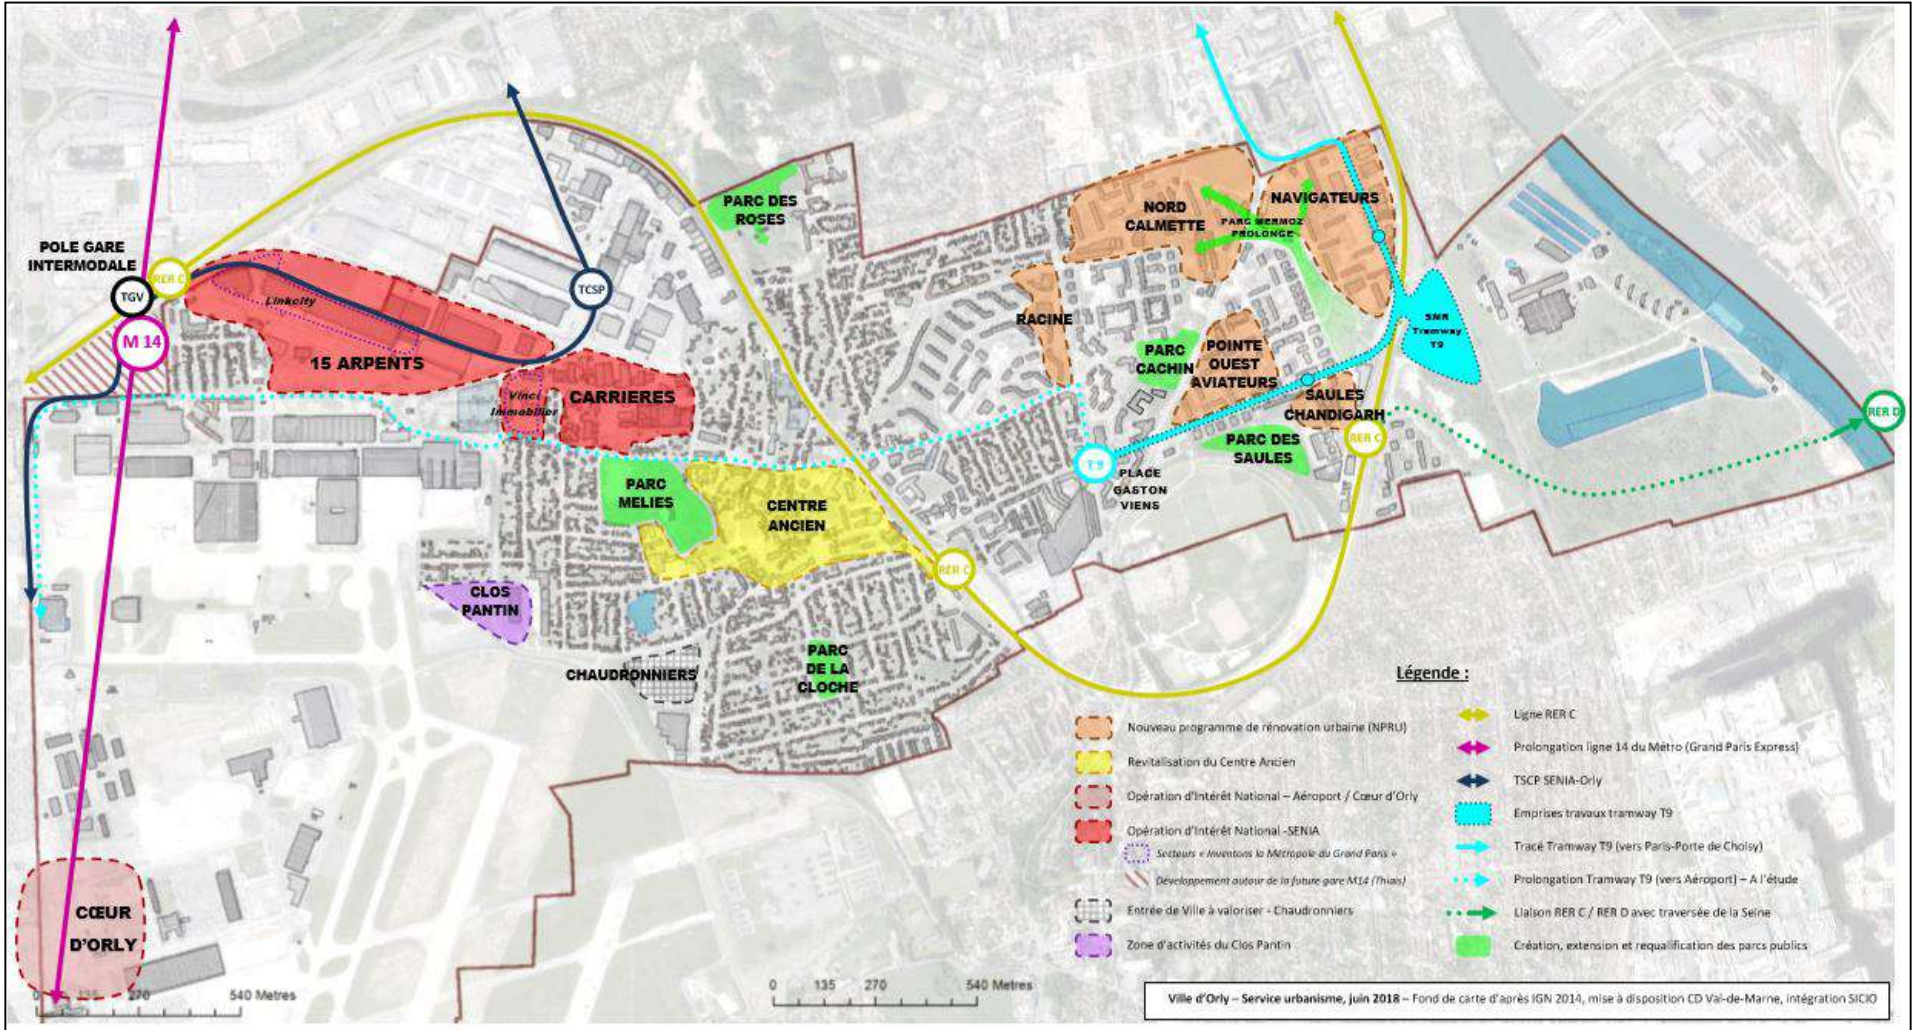 POLE GARE
INTERMODALE
TGV
RER C
M 14
Linkcity
15 ARPENTS
TCSP
Vinci
Immobilier
CARRIERES
PARC DES
ROSES
PARC
MELIES
CENTRE
ANCIEN
RER C
CLOS
PANTIN
CHAUDRONNIERS
PARC
DE LA
CLOCHE
CŒUR
D'ORLY
NORD
CALMETTE
PARC MERMOZ
PROLONGE
NAVIGATEURS
RACINE
PARC
CACHIN
POINTE
OUEST
AVIATEURS
SAULES
CHANDIGARH
PARC DES
SAULES
RER C
T9
PLACE
GASTON
VIENS
SMR
Tramway
T9
RER D
Légende :
Nouveau programme de rénovation urbaine (NPRU)
Revitalisation du Centre Ancien
Opération d'Intérêt National – Aéroport / Cœur d'Orly
Opération d'Intérêt National -SENIA
Secteurs « Inventons la Métropole du Grand Paris »
Développement autour de la future gare M14 (Thiais)
Entrée de Ville à valoriser - Chaudronniers
Zone d'activités du Clos Pantin
Ligne RER C
Prolongation ligne 14 du Métro (Grand Paris Express)
TSCP SENIA-Orly
Emprises travaux tramway T9
Tracé Tramway T9 (vers Paris-Porte de Choisy)
Prolongation Tramway T9 (vers Aéroport) – A l'étude
Liaison RER C / RER D avec traversée de la Seine
Création, extension et requalification des parcs publics
0 135 270 540 Metres
0 135 270 540 Metres
Ville d'Orly – Service urbanisme, juin 2018 – Fond de carte d'après IGN 2014, mise à disposition CD Val-de-Marne, intégration SICIO